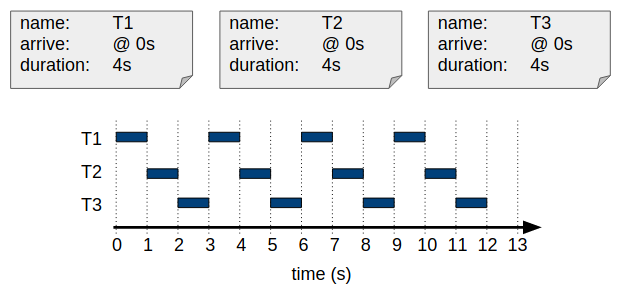 name: T1
arrive: @ 0s
duration: 4s
name: T2
arrive: @ 0s
duration: 4s
name: T3
arrive: @ 0s
duration: 4s
T1
T2
T3
0 1 2 3 4 5 6 7 8 9 10 11 12 13
time (s)